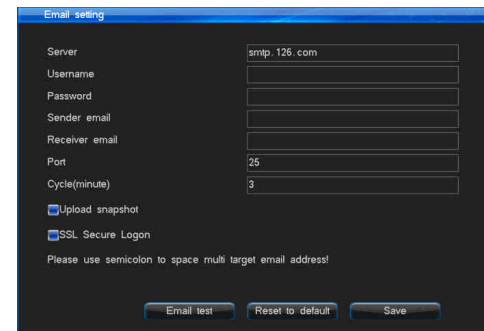 Email setting
Server smtp.126.com
Username
Password
Sender email
Receiver email
Port 25
Cycle(minute) 3
Upload snapshot
SSL Secure Logon
Please use semicolon to space multi target email address!
Email test Reset to default Save